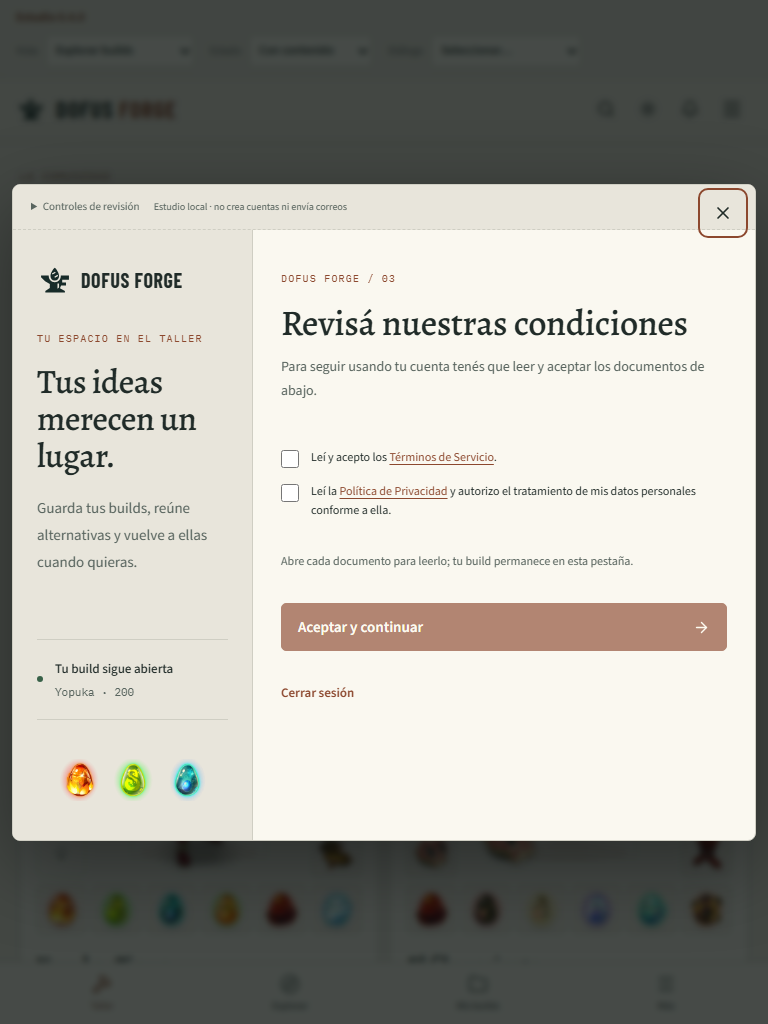 DOFUS FORGE
Controles de revisión
Estudio local · no crea cuentas ni envía correos
DOFUS FORGE
TU ESPACIO EN EL TALLER
Tus ideas
merecen un
lugar.
Guarda tus builds, reúne
alternativas y vuelve a ellas
cuando quieras.
Tu build sigue abierta
Yopuka · 200
DOFUS FORGE / 03
Revisá nuestras condiciones
Para seguir usando tu cuenta tenés que leer y aceptar los documentos de
abajo.
Leí y acepto los Términos de Servicio.
Leí la Política de Privacidad y autorizo el tratamiento de mis datos personales
conforme a ella.
Abre cada documento para leerlo; tu build permanece en esta pestaña.
Aceptar y continuar
Cerrar sesión